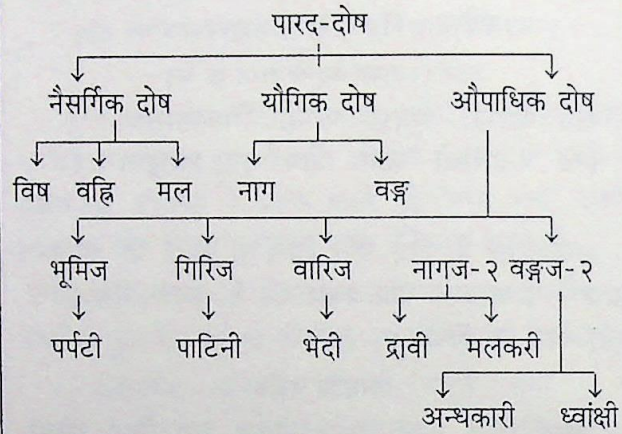 पारद-दोष
नैसर्गिक दोष यौगिक दोष औपाधिक दोष
विष वह्नि मल नाग वङ्ग
भूमिज गिरिज वारिज नागज-२ वङ्गज-२
पर्पटी पाटिनी भेदी द्रावी मलकरी
अन्धकारी ध्वांक्षी